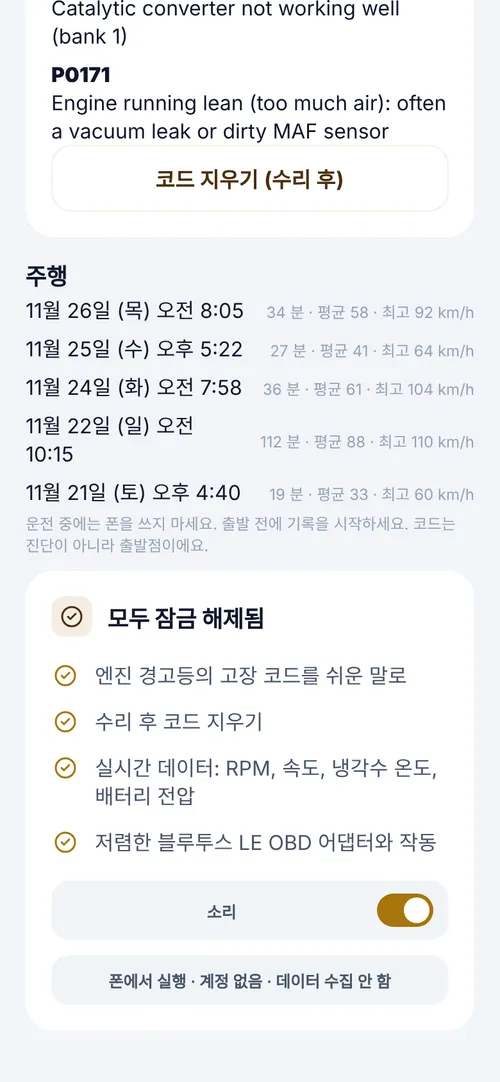 Catalytic converter not working well
(bank 1)
P0171
Engine running lean (too much air): often
a vacuum leak or dirty MAF sensor
코드 지우기 (수리 후)
주행
11월 26일 (목) 오전 8:05 34 분 · 평균 58 · 최고 92 km/h
11월 25일 (수) 오후 5:22 27 분 · 평균 41 · 최고 64 km/h
11월 24일 (화) 오전 7:58 36 분 · 평균 61 · 최고 104 km/h
11월 22일 (일) 오전
10:15 112 분 · 평균 88 · 최고 110 km/h
11월 21일 (토) 오후 4:40 19 분 · 평균 33 · 최고 60 km/h
운전 중에는 폰을 쓰지 마세요. 출발 전에 기록을 시작하세요. 코드는
진단이 아니라 출발점이에요.
모두 잠금 해제됨
엔진 경고등의 고장 코드를 쉬운 말로
수리 후 코드 지우기
실시간 데이터: RPM, 속도, 냉각수 온도,
배터리 전압
저렴한 블루투스 LE OBD 어댑터와 작동
소리
폰에서 실행 · 계정 없음 · 데이터 수집 안 함